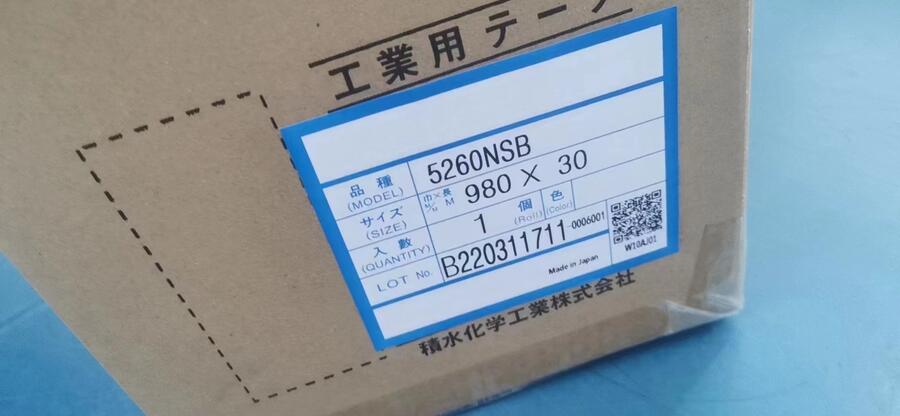 工業用テープ
品種 (MODEL) 5260NSB
サイズ (SIZE) 巾×長 M/M M 980 × 30
入数 (QUANTITY) 1 個 (Roll) 色 (Color)
LOT No. B220311711-0006001
W10AJ01
Made in Japan
積水化学工業株式会社